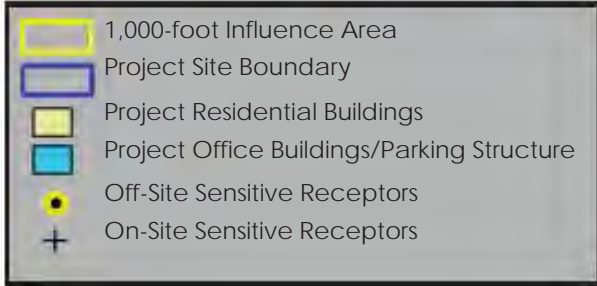 1,000-foot Influence Area
Project Site Boundary
Project Residential Buildings
Project Office Buildings/Parking Structure
Off-Site Sensitive Receptors
On-Site Sensitive Receptors